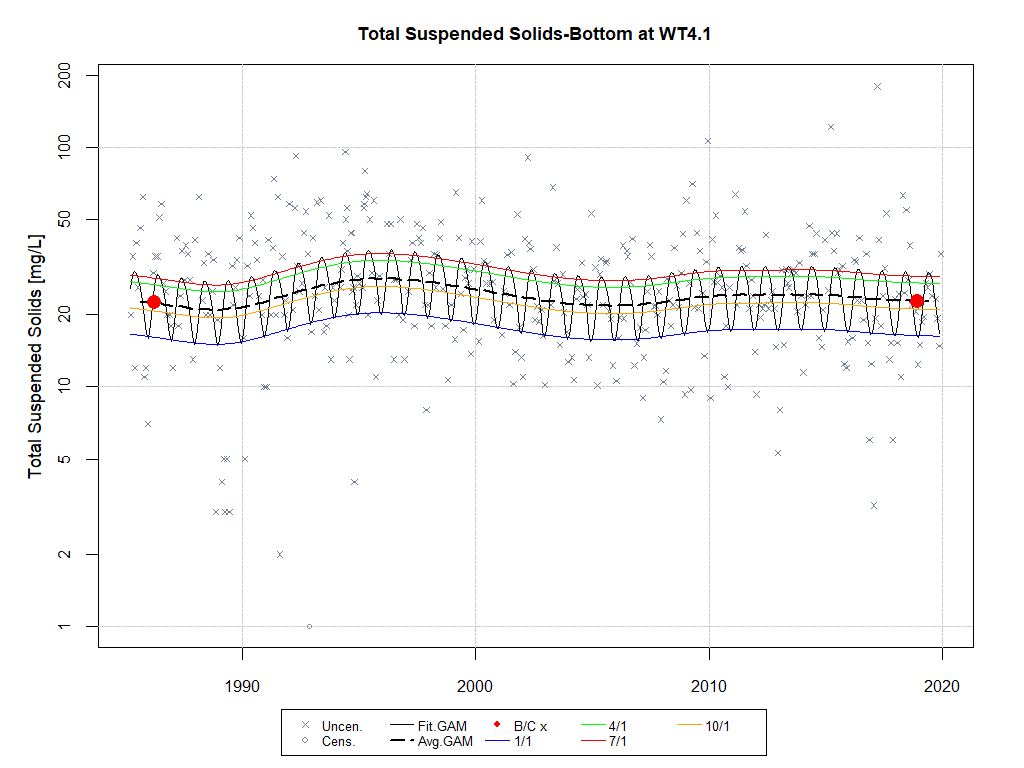 Total Suspended Solids-Bottom at WT4.1
Total Suspended Solids [mg/L]
200
100
50
20
10
5
2
1
1990 2000 2010 2020
Uncen. Fit.GAM B/C x 4/1 10/1
Cens. Avg.GAM 1/1 7/1